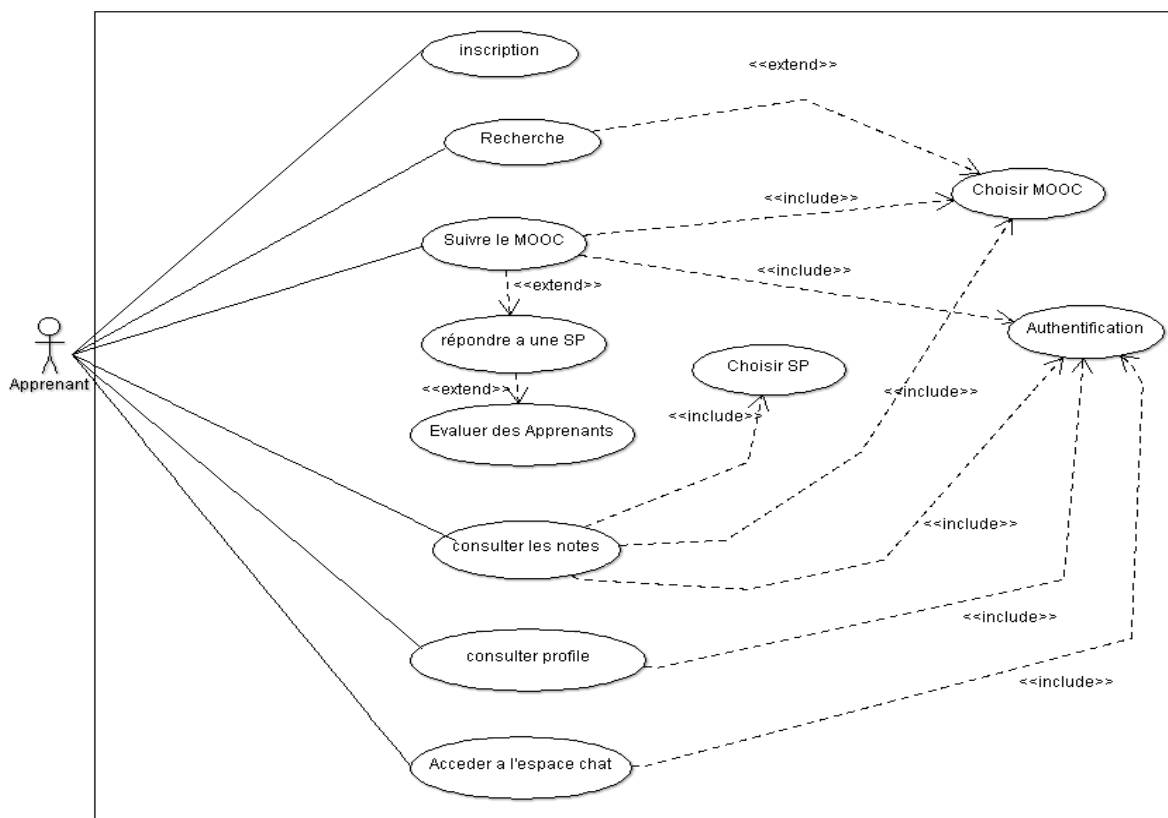 inscription
<<extend>>
Recherche
Choisir MOOC
<<include>>
Suivre le MOOC
<<include>>
<<extend>>
Authentification
répondre a une SP
Choisir SP
Apprenant
<<extend>>
<<include>>
<<include>>
Evaluer des Apprenants
<<include>>
consulter les notes
<<include>>
consulter profile
<<include>>
Acceder a l'espace chat